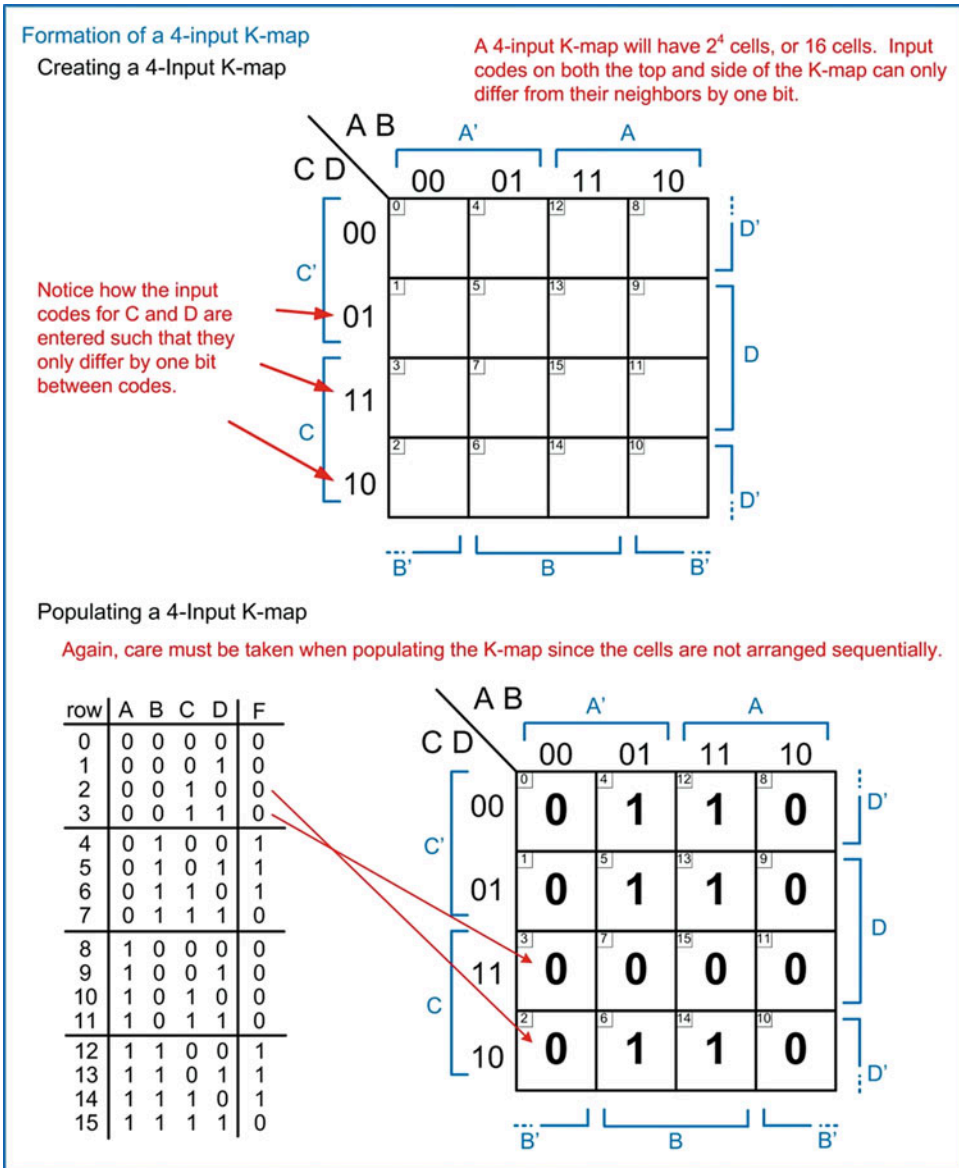 Formation of a 4-input K-map
Creating a 4-Input K-map
A 4-input K-map will have 2⁴ cells, or 16 cells. Input
codes on both the top and side of the K-map can only
differ from their neighbors by one bit.
A B
A' A
C D
00 01 11 10
0 4 12 8
00
D'
C'
1 5 13 9
01
Notice how the input
codes for C and D are
entered such that they
only differ by one bit
between codes.
D
3 7 15 11
11
C
2 6 14 10
10
D'
B' B B'
Populating a 4-Input K-map
Again, care must be taken when populating the K-map since the cells are not arranged sequentially.
row A B C D F
0 0 0 0 0 0
1 0 0 0 1 0
2 0 0 1 0 0
3 0 0 1 1 0
4 0 1 0 0 1
5 0 1 0 1 1
6 0 1 1 0 1
7 0 1 1 1 0
8 1 0 0 0 0
9 1 0 0 1 0
10 1 0 1 0 0
11 1 0 1 1 0
12 1 1 0 0 1
13 1 1 0 1 1
14 1 1 1 0 1
15 1 1 1 1 0
A B
A' A
C D
00 01 11 10
0 4 12 8
00 0 1 1 0
D'
C'
1 5 13 9
01 0 1 1 0
D
3 7 15 11
11 0 0 0 0
C
2 6 14 10
10 0 1 1 0
D'
B' B B'